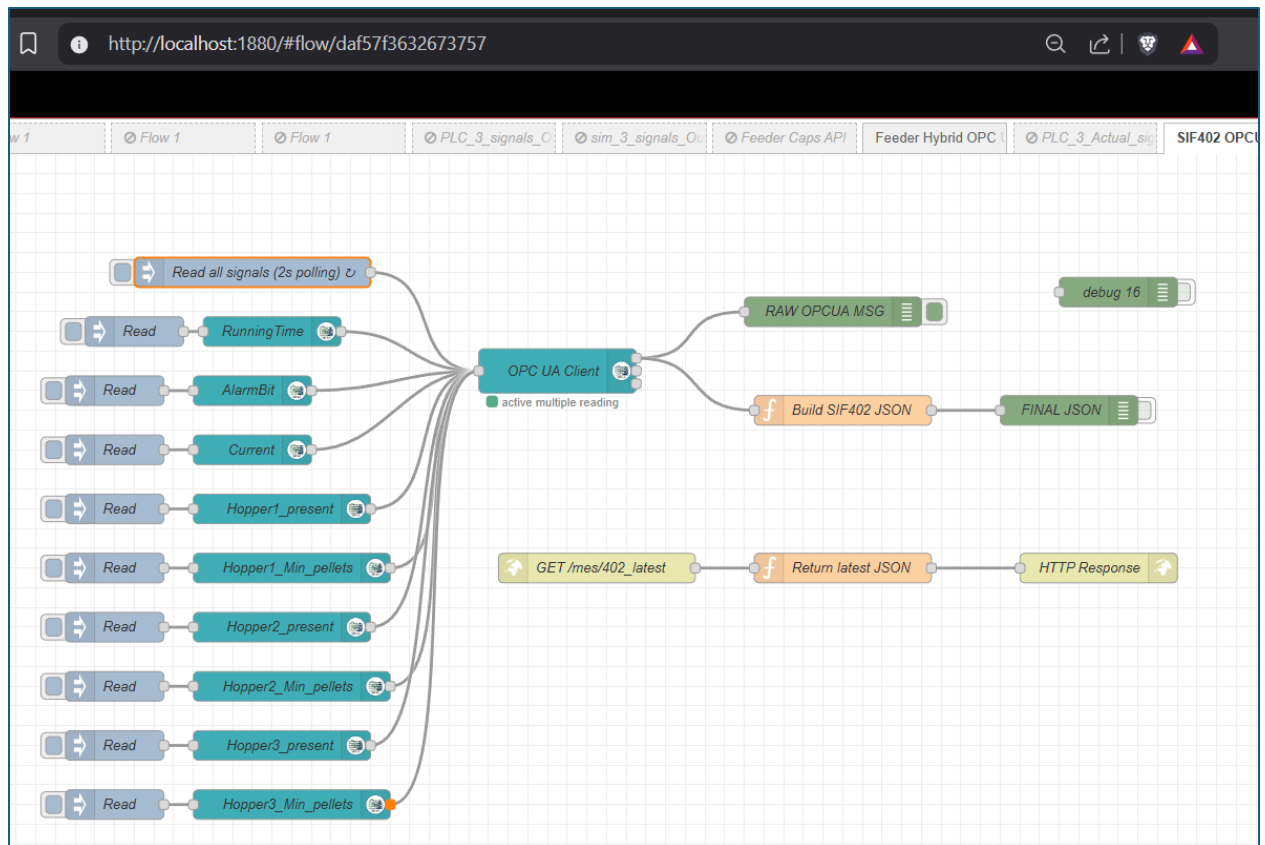 http://localhost:1880/#flow/daf57f3632673757
w 1
Flow 1
Flow 1
PLC_3_signals_O
sim_3_signals_Ou
Feeder Caps API
Feeder Hybrid OPC U
PLC_3_Actual_sig
SIF402 OPCU
Read all signals (2s polling) ↻
debug 16
RAW OPCUA MSG
Read
RunningTime
OPC UA Client
active multiple reading
Read
AlarmBit
Build SIF402 JSON
FINAL JSON
Read
Current
Read
Hopper1_present
Read
Hopper1_Min_pellets
GET /mes/402_latest
Return latest JSON
HTTP Response
Read
Hopper2_present
Read
Hopper2_Min_pellets
Read
Hopper3_present
Read
Hopper3_Min_pellets